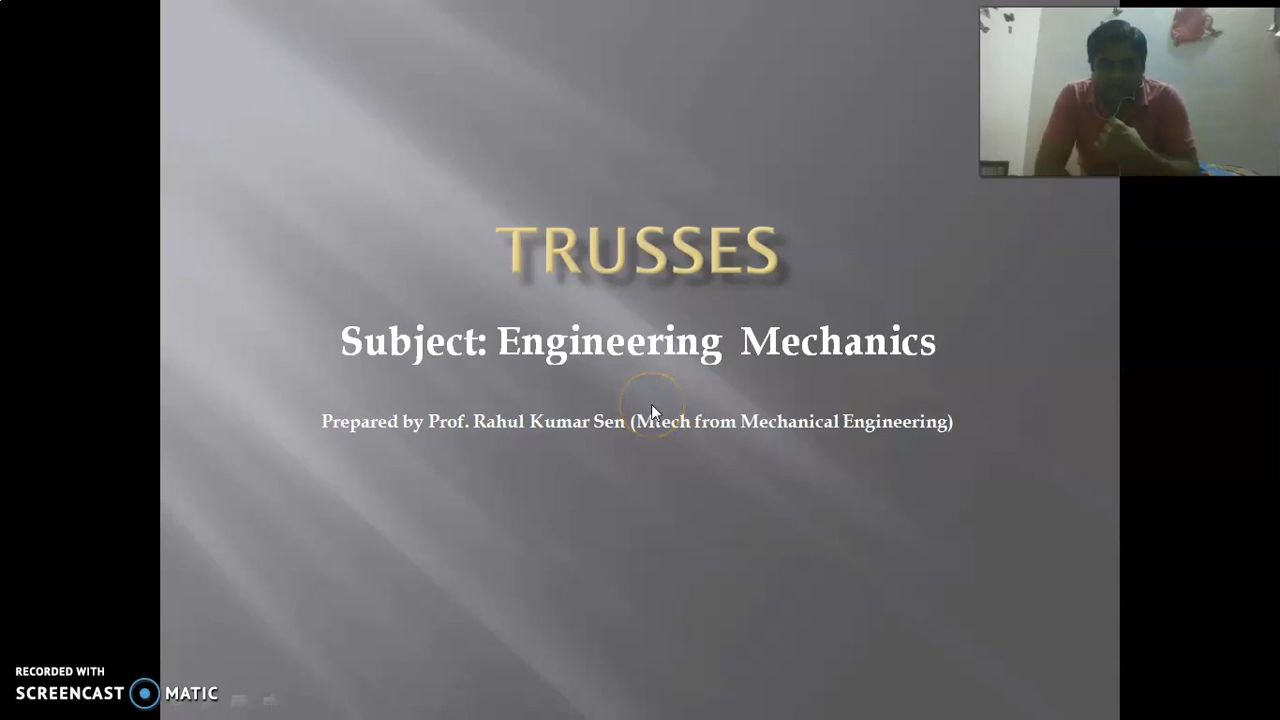 TRUSSES
Subject: Engineering Mechanics
Prepared by Prof. Rahul Kumar Sen (Mtech from Mechanical Engineering)
RECORDED WITH
SCREENCAST MATIC